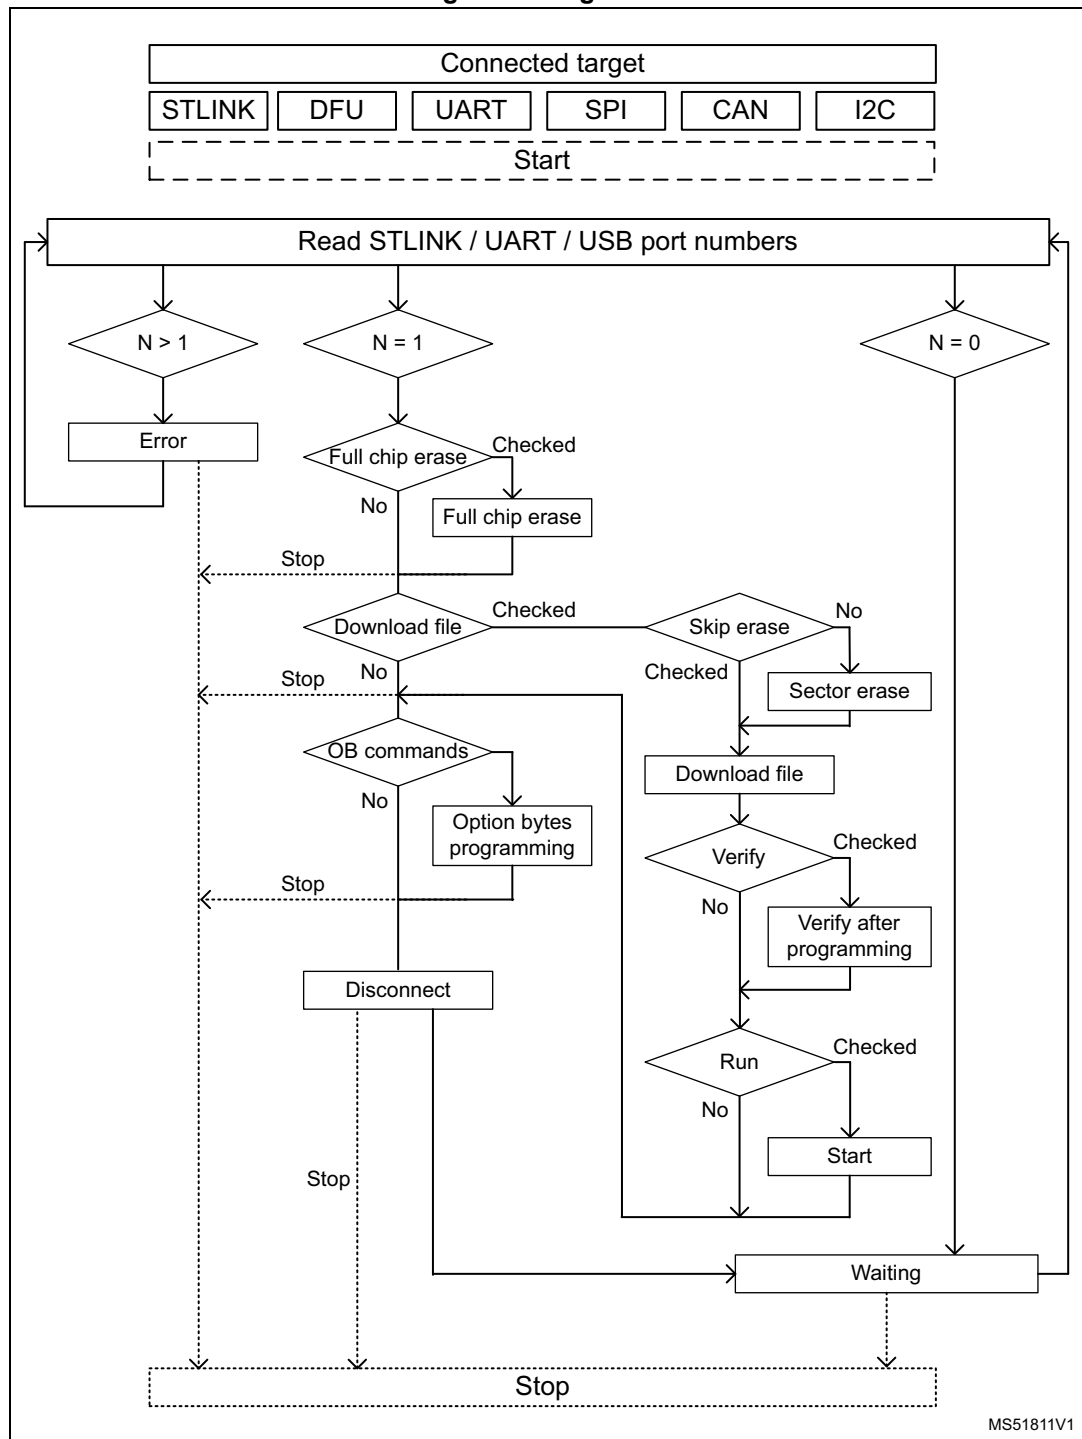 Connected target
STLINK
DFU
UART
SPI
CAN
I2C
Start
Read STLINK / UART / USB port numbers
N > 1
N = 1
N = 0
Error
Full chip erase
Checked
No
Full chip erase
Stop
Download file
Checked
Skip erase
No
No
Checked
Stop
Sector erase
OB commands
Download file
No
Option bytes
programming
Verify
Checked
Stop
No
Verify after
programming
Disconnect
Run
Checked
No
Start
Stop
Waiting
Stop
MS51811V1